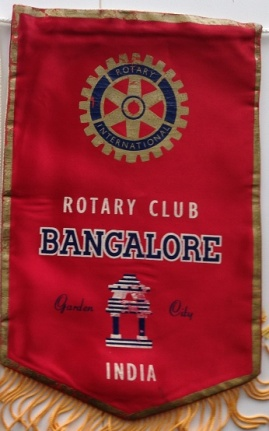 ROTARY
INTERNATIONAL
ROTARY CLUB
BANGALORE
Garden City
INDIA